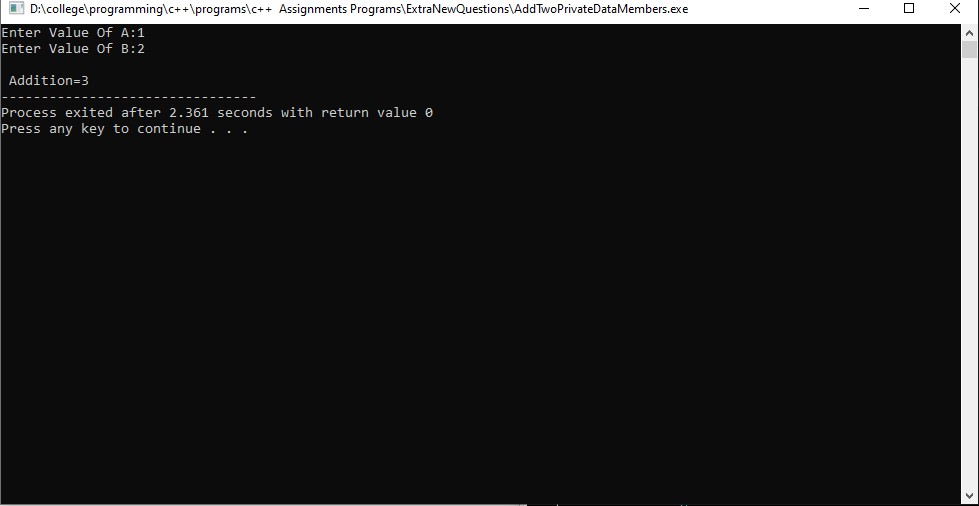 D:\college\programming\c++\programs\c++  Assignments Programs\ExtraNewQuestions\AddTwoPrivateDataMembers.exe
Enter Value Of A:1
Enter Value Of B:2
 Addition=3
--------------------------------
Process exited after 2.361 seconds with return value 0
Press any key to continue . . .